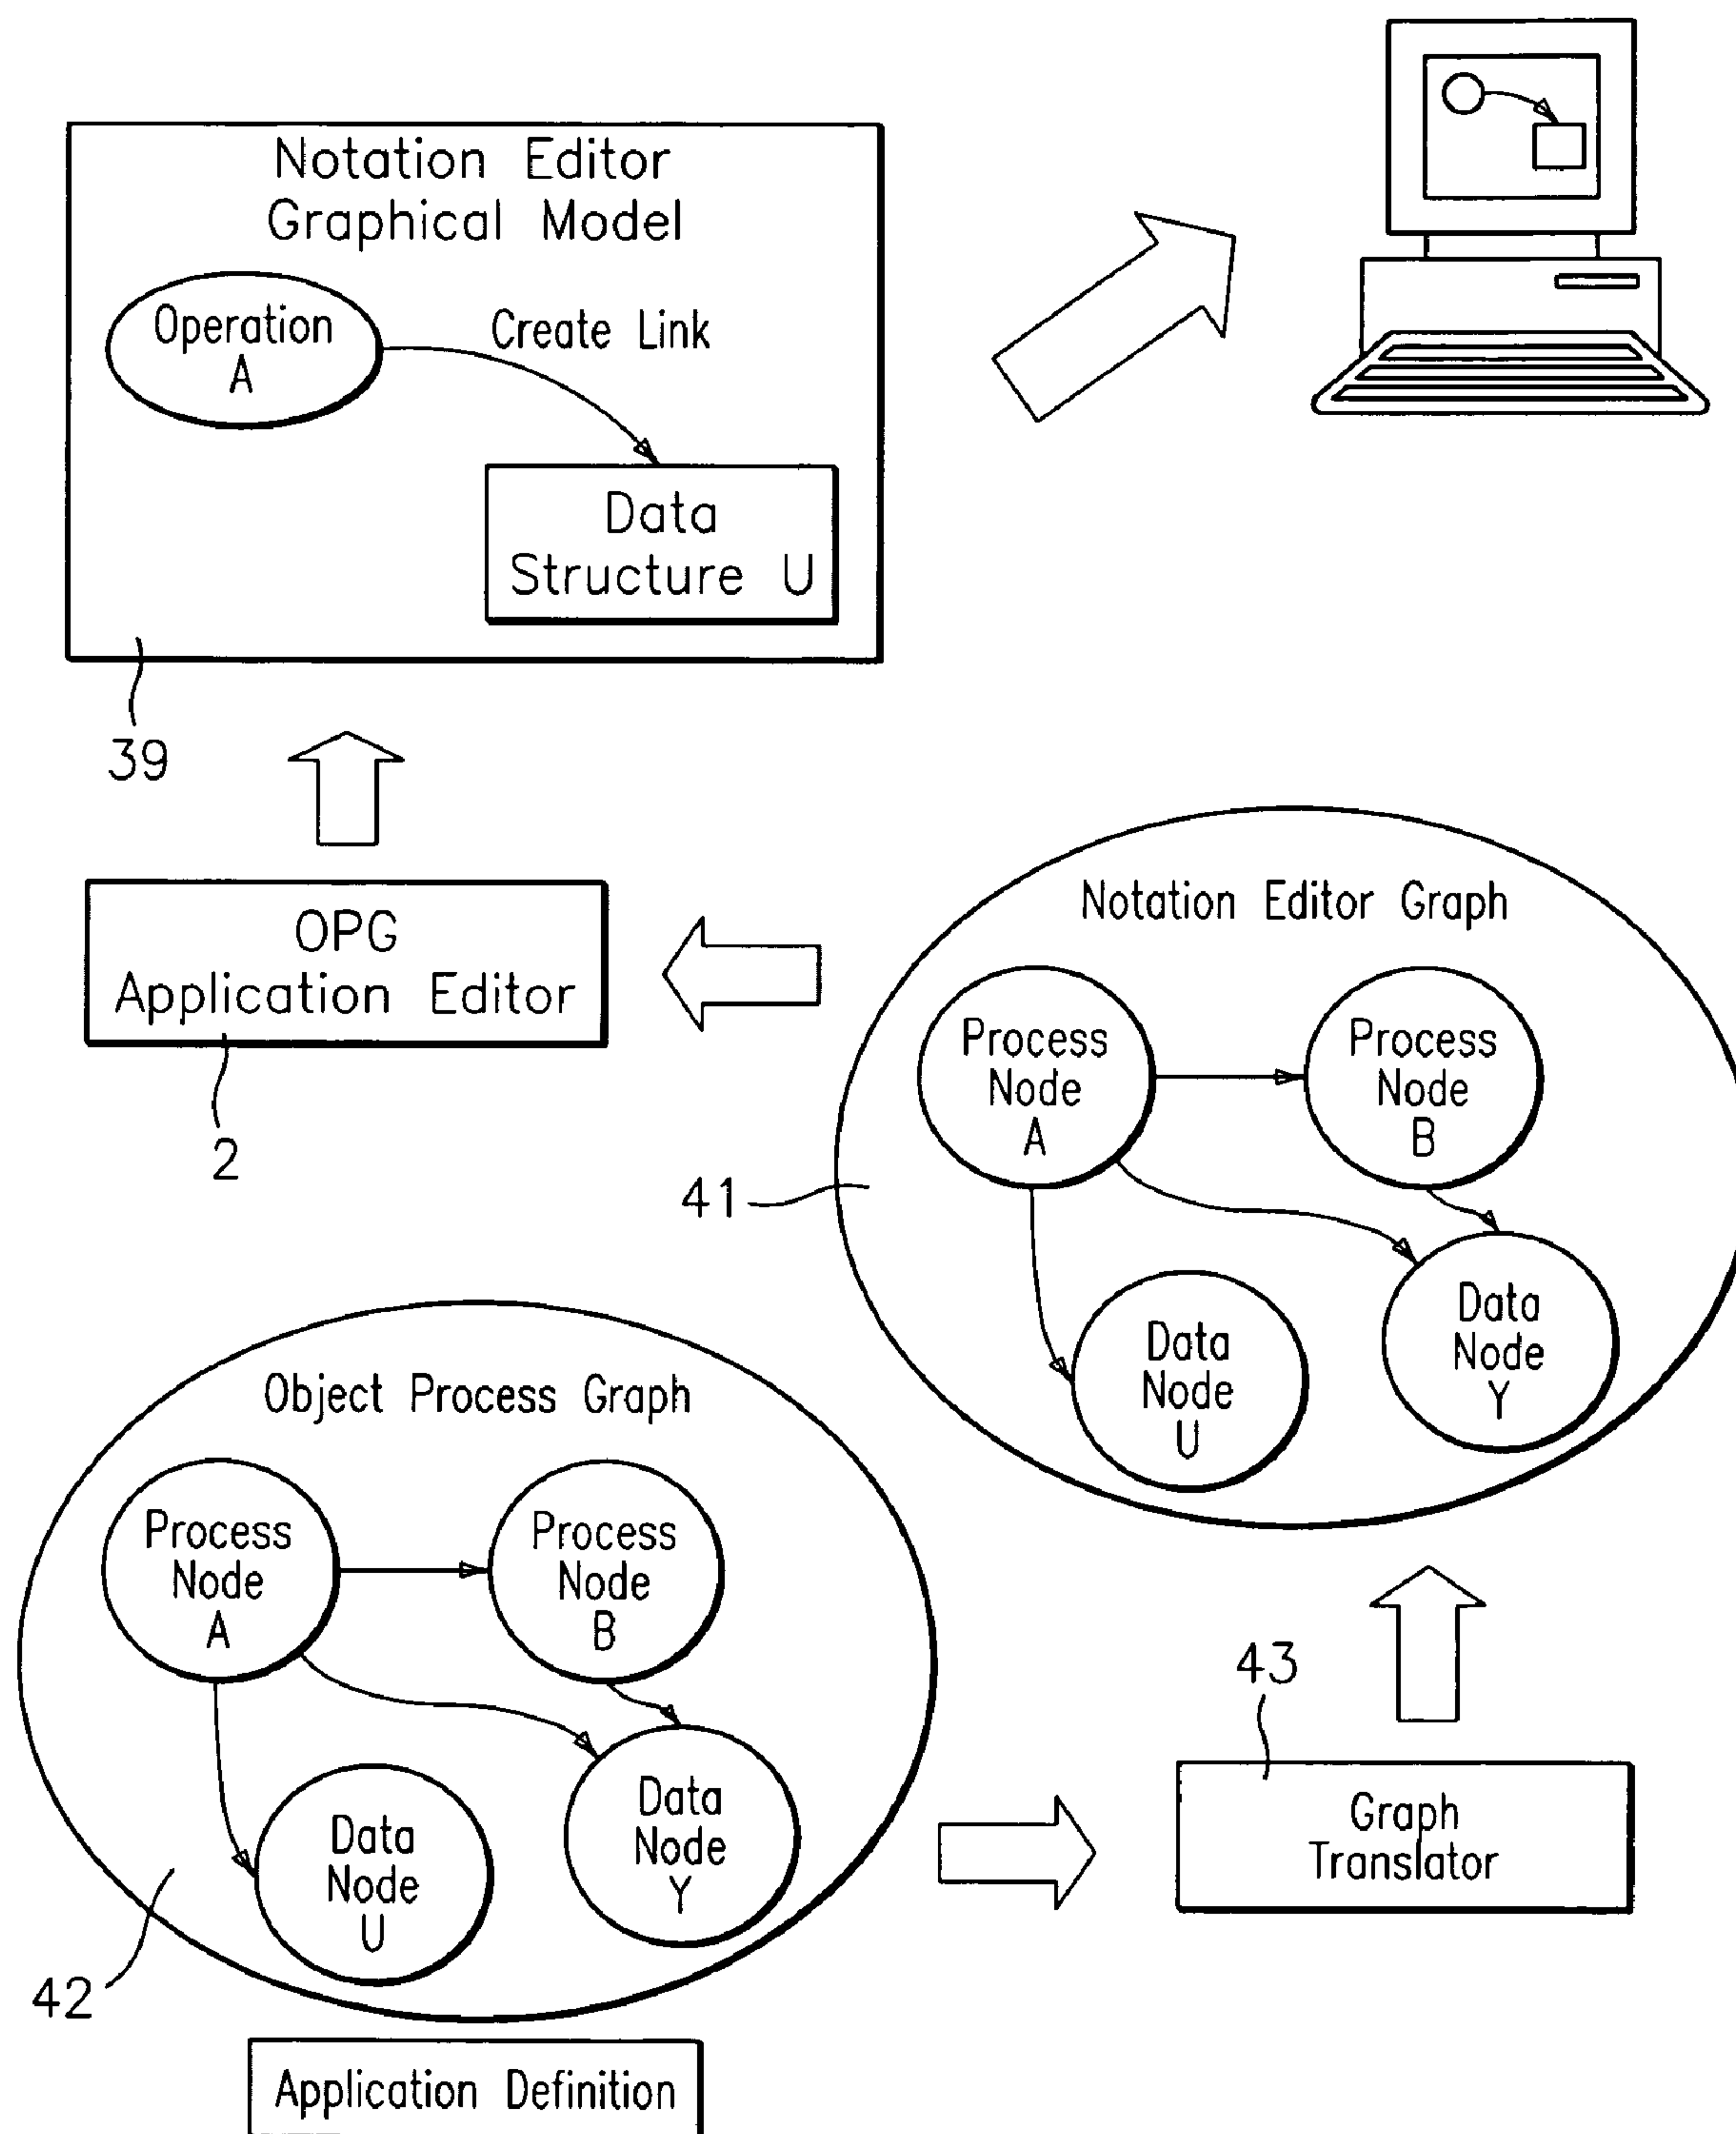 Notation Editor
Graphical Model
Operation
A
Create Link
Data
Structure U
39
OPG
Application Editor
2
Notation Editor Graph
Process
Node
A
Process
Node
B
41
Data
Node
U
Data
Node
Y
Object Process Graph
Process
Node
A
Process
Node
B
Data
Node
U
Data
Node
Y
42
43
Graph
Translator
Application Definition